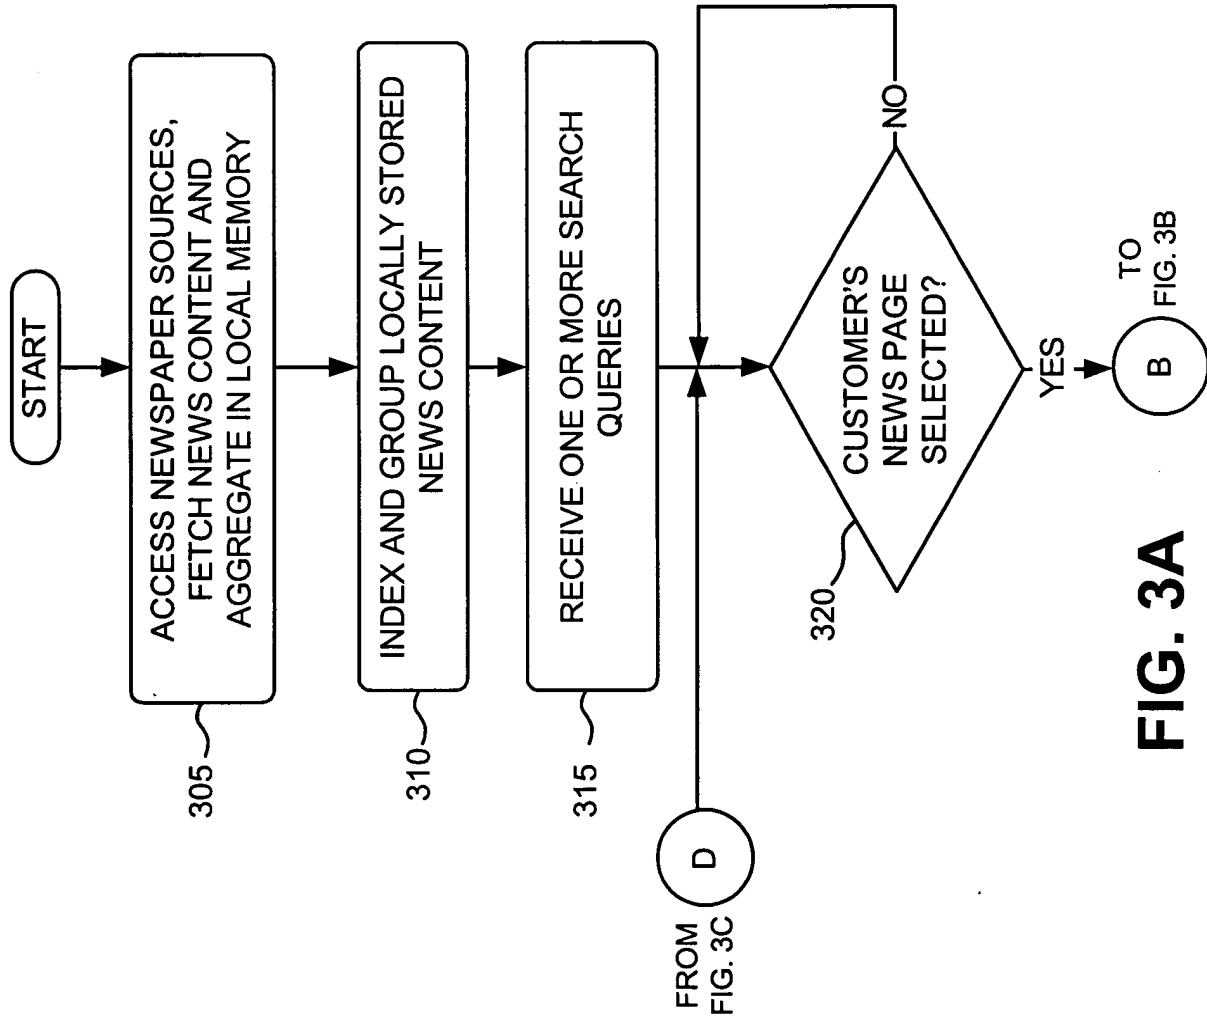 START
ACCESS NEWSPAPER SOURCES,
FETCH NEWS CONTENT AND
AGGREGATE IN LOCAL MEMORY
305
INDEX AND GROUP LOCALLY STORED
NEWS CONTENT
310
RECEIVE ONE OR MORE SEARCH
QUERIES
315
FROM
FIG. 3C
D
CUSTOMER'S
NEWS PAGE
SELECTED?
320
NO
YES
B
TO
FIG. 3B
FIG. 3A